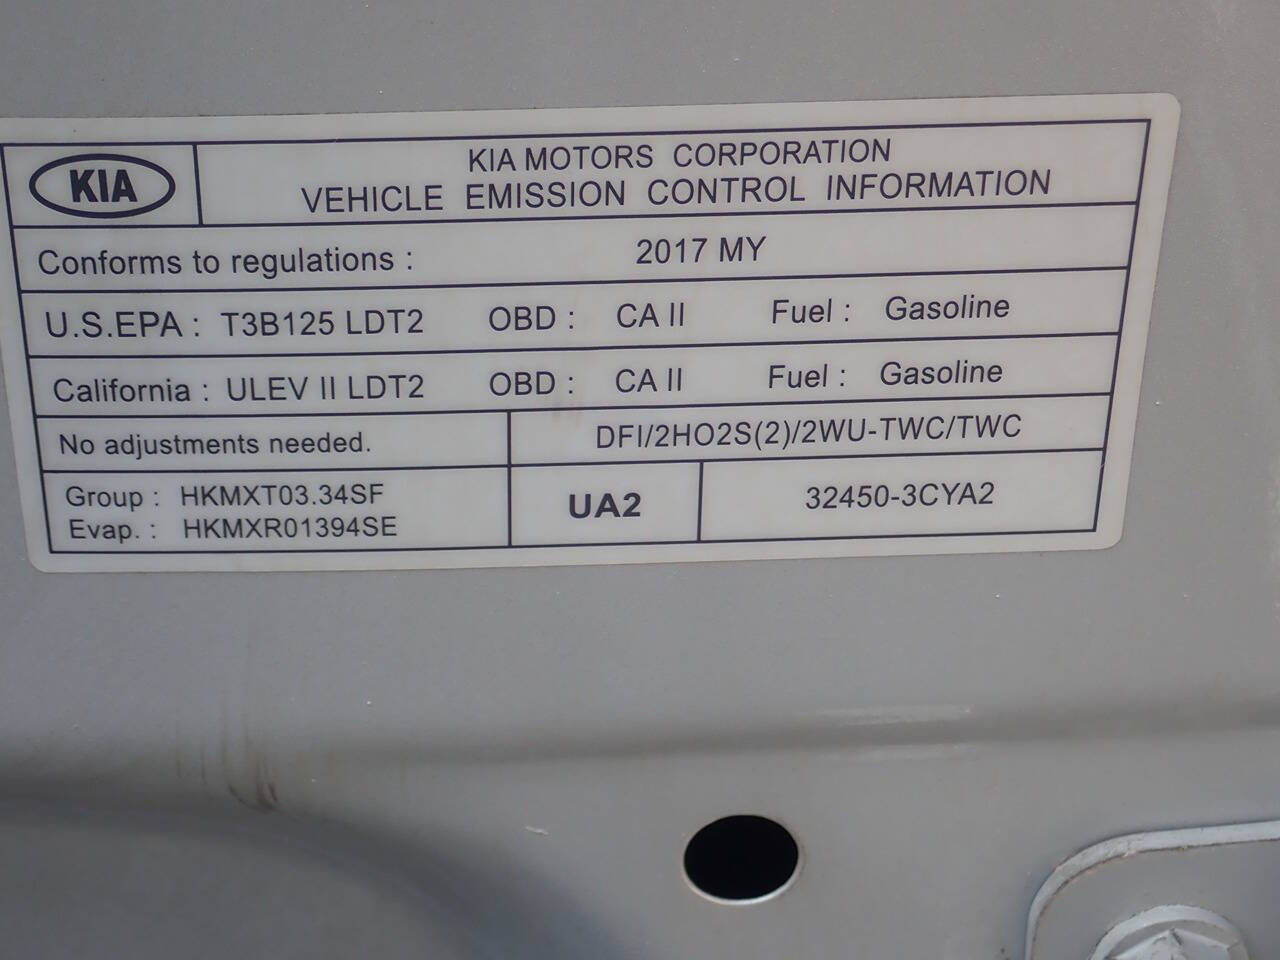 KIA
KIA MOTORS CORPORATION
VEHICLE EMISSION CONTROL INFORMATION
Conforms to regulations : 2017 MY
U.S.EPA : T3B125 LDT2 OBD : CA II Fuel : Gasoline
California : ULEV II LDT2 OBD : CA II Fuel : Gasoline
No adjustments needed. DFI/2HO2S(2)/2WU-TWC/TWC
Group : HKMXT03.34SF
Evap. : HKMXR01394SE
UA2
32450-3CYA2